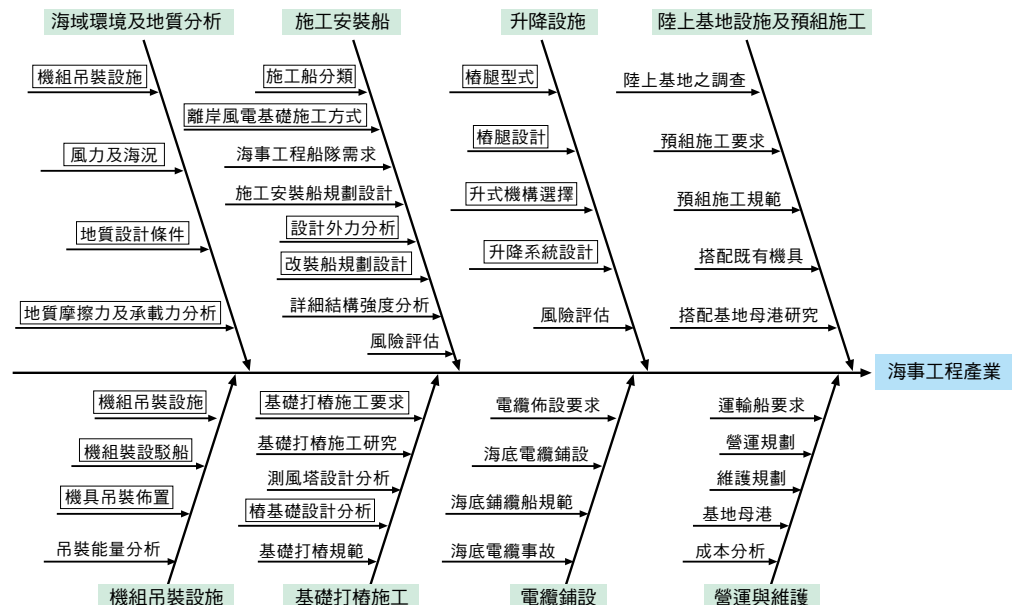 海域環境及地質分析
機組吊裝設施
風力及海況
地質設計條件
地質摩擦力及承載力分析
施工安裝船
施工船分類
離岸風電基礎施工方式
海事工程船隊需求
施工安裝船規劃設計
設計外力分析
改裝船規劃設計
詳細結構強度分析
風險評估
升降設施
樁腿型式
樁腿設計
升式機構選擇
升降系統設計
風險評估
陸上基地設施及預組施工
陸上基地之調查
預組施工要求
預組施工規範
搭配既有機具
搭配基地母港研究
海事工程產業
機組吊裝設施
機組裝設駁船
機具吊裝佈置
吊裝能量分析
機組吊裝設施
基礎打樁施工要求
基礎打樁施工研究
測風塔設計分析
樁基礎設計分析
基礎打樁規範
基礎打樁施工
電纜佈設要求
海底電纜鋪設
海底鋪纜船規範
海底電纜事故
電纜鋪設
運輸船要求
營運規劃
維護規劃
基地母港
成本分析
營運與維護